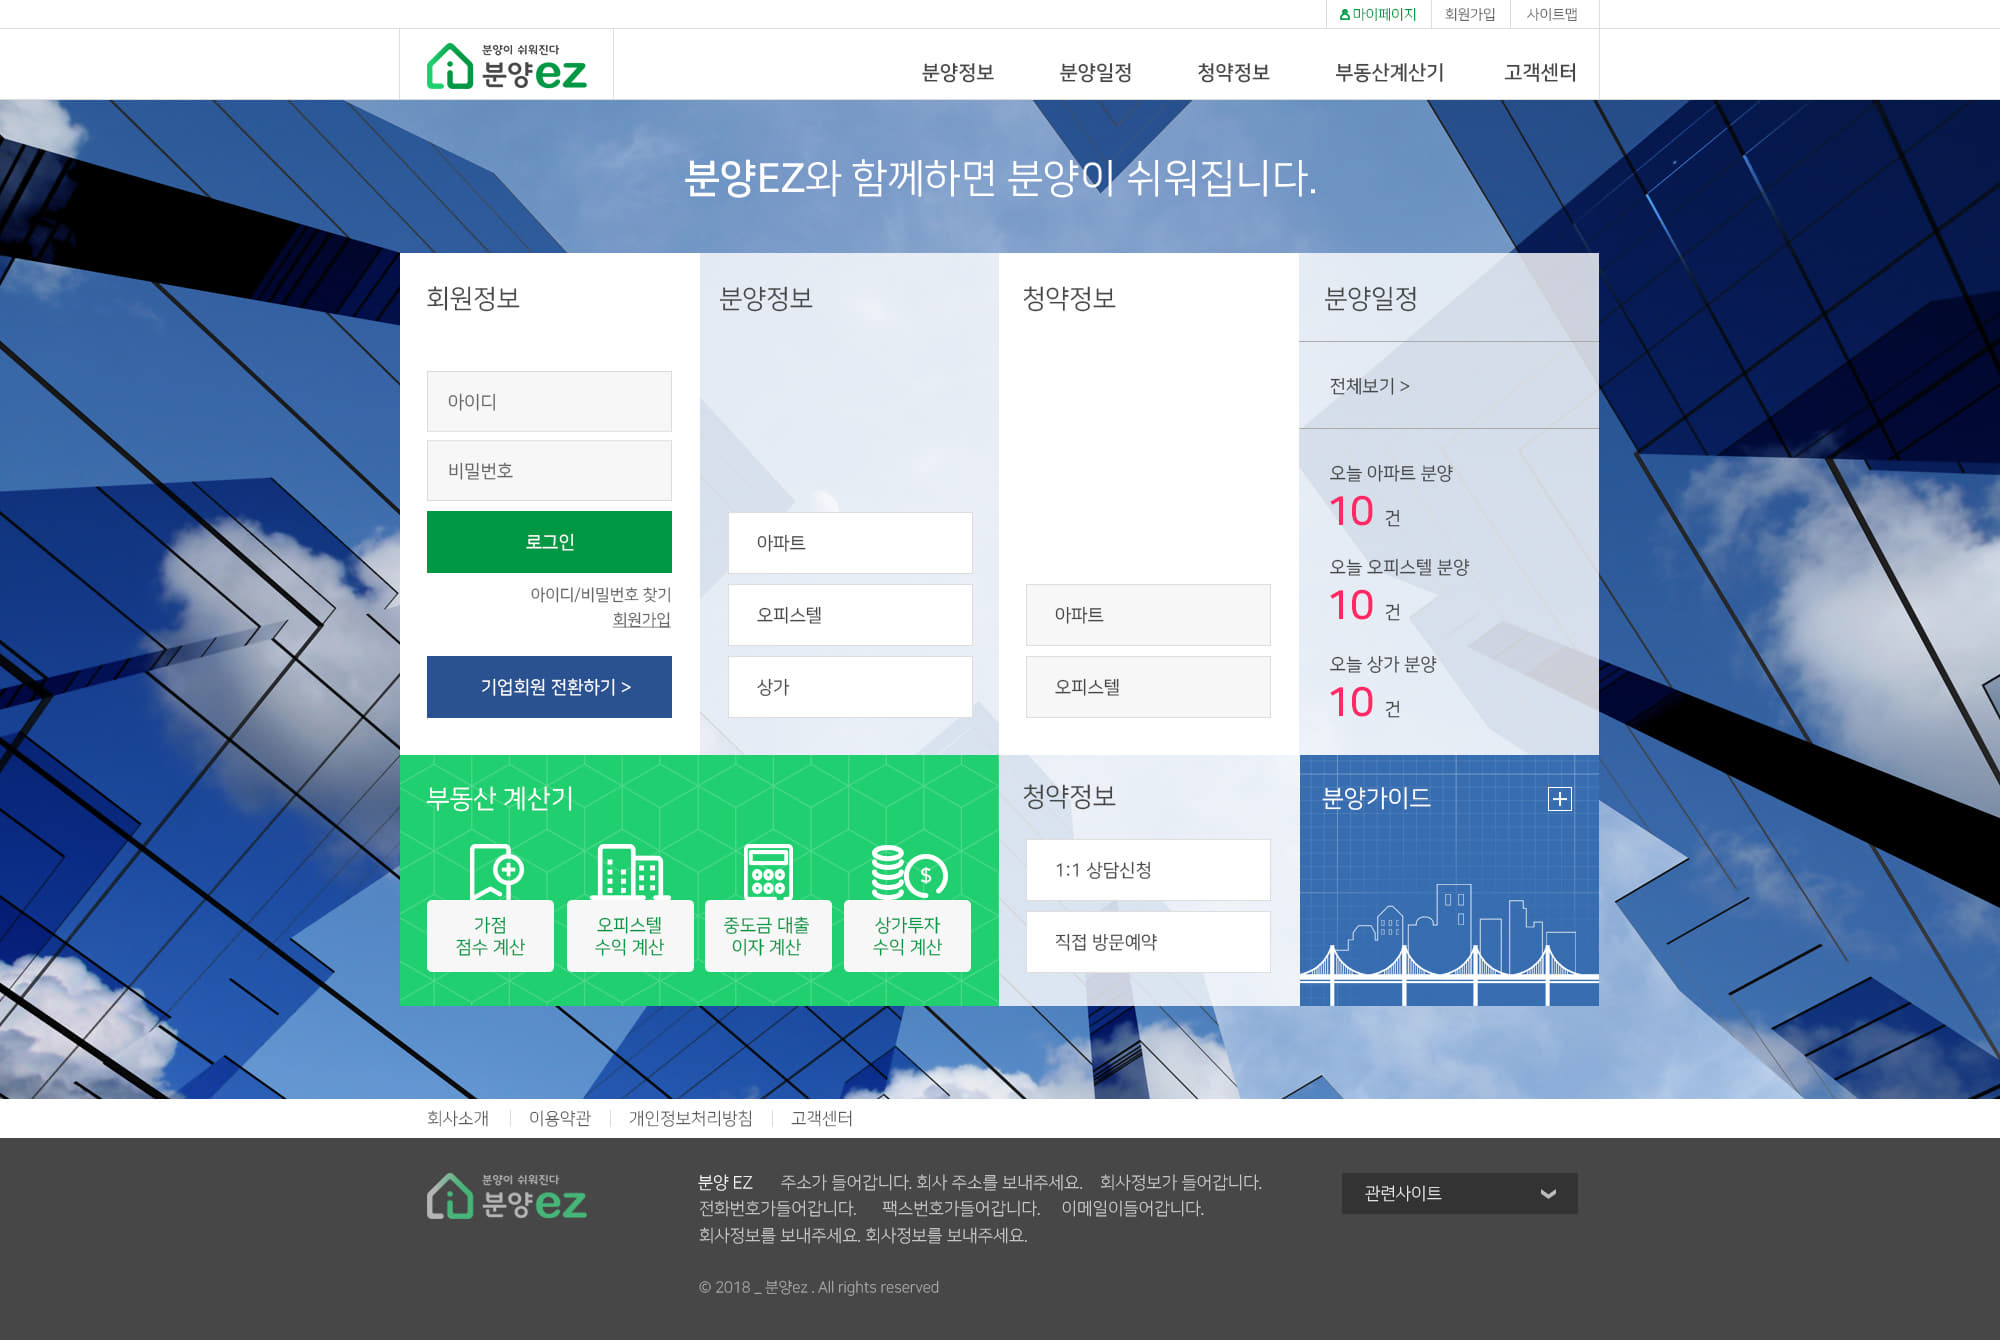 마이페이지
회원가입
사이트맵
분양이 쉬워진다
분양ez
분양정보
분양일정
청약정보
부동산계산기
고객센터
분양EZ와 함께하면 분양이 쉬워집니다.
회원정보
아이디
비밀번호
로그인
아이디/비밀번호 찾기
회원가입
기업회원 전환하기 >
분양정보
아파트
오피스텔
상가
청약정보
아파트
오피스텔
분양일정
전체보기 >
오늘 아파트 분양
10 건
오늘 오피스텔 분양
10 건
오늘 상가 분양
10 건
부동산 계산기
$
가점
점수 계산
오피스텔
수익 계산
중도금 대출
이자 계산
상가투자
수익 계산
청약정보
1:1 상담신청
직접 방문예약
분양가이드
회사소개
이용약관
개인정보처리방침
고객센터
분양이 쉬워진다
분양ez
분양 EZ 주소가 들어갑니다. 회사 주소를 보내주세요. 회사정보가 들어갑니다.
전화번호가들어갑니다. 팩스번호가들어갑니다. 이메일이들어갑니다.
회사정보를 보내주세요. 회사정보를 보내주세요.
© 2018 _ 분양ez . All rights reserved
관련사이트